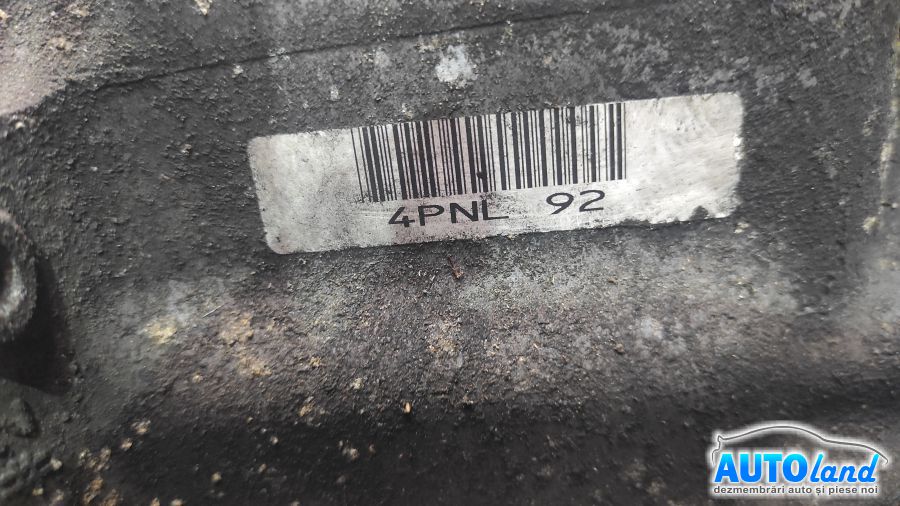 4PNL 92
AUTOland
dezmembrări auto și piese noi